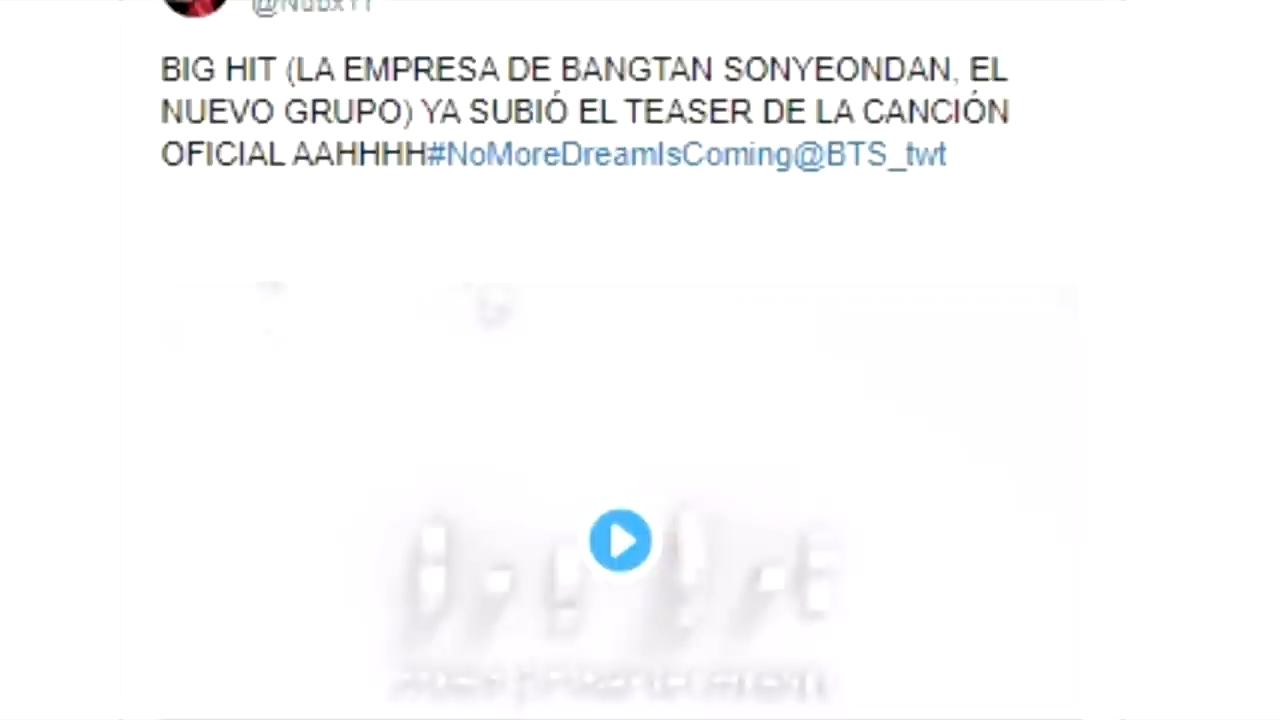 BIG HIT (LA EMPRESA DE BANGTAN SONYEONDAN, EL
NUEVO GRUPO) YA SUBIÓ EL TEASER DE LA CANCIÓN
OFICIAL AAHHHH#NoMoreDreamIsComing@BTS_twt